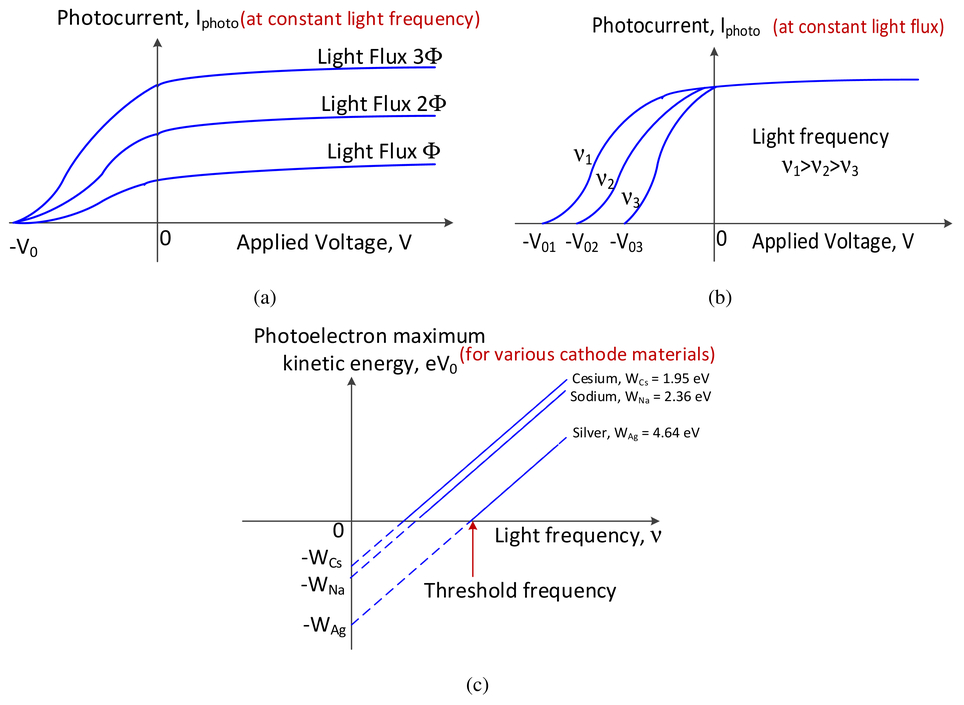 Photocurrent, Iphoto (at constant light frequency)
Light Flux 3Φ
Light Flux 2Φ
Light Flux Φ
-V0
0
Applied Voltage, V
(a)
Photocurrent, Iphoto (at constant light flux)
Light frequency
ν1>ν2>ν3
ν1
ν2
ν3
-V01 -V02 -V03
0
Applied Voltage, V
(b)
Photoelectron maximum
kinetic energy, eV0 (for various cathode materials)
Cesium, WCs = 1.95 eV
Sodium, WNa = 2.36 eV
Silver, WAg = 4.64 eV
0
Light frequency, ν
-WCs
-WNa
-WAg
Threshold frequency
(c)